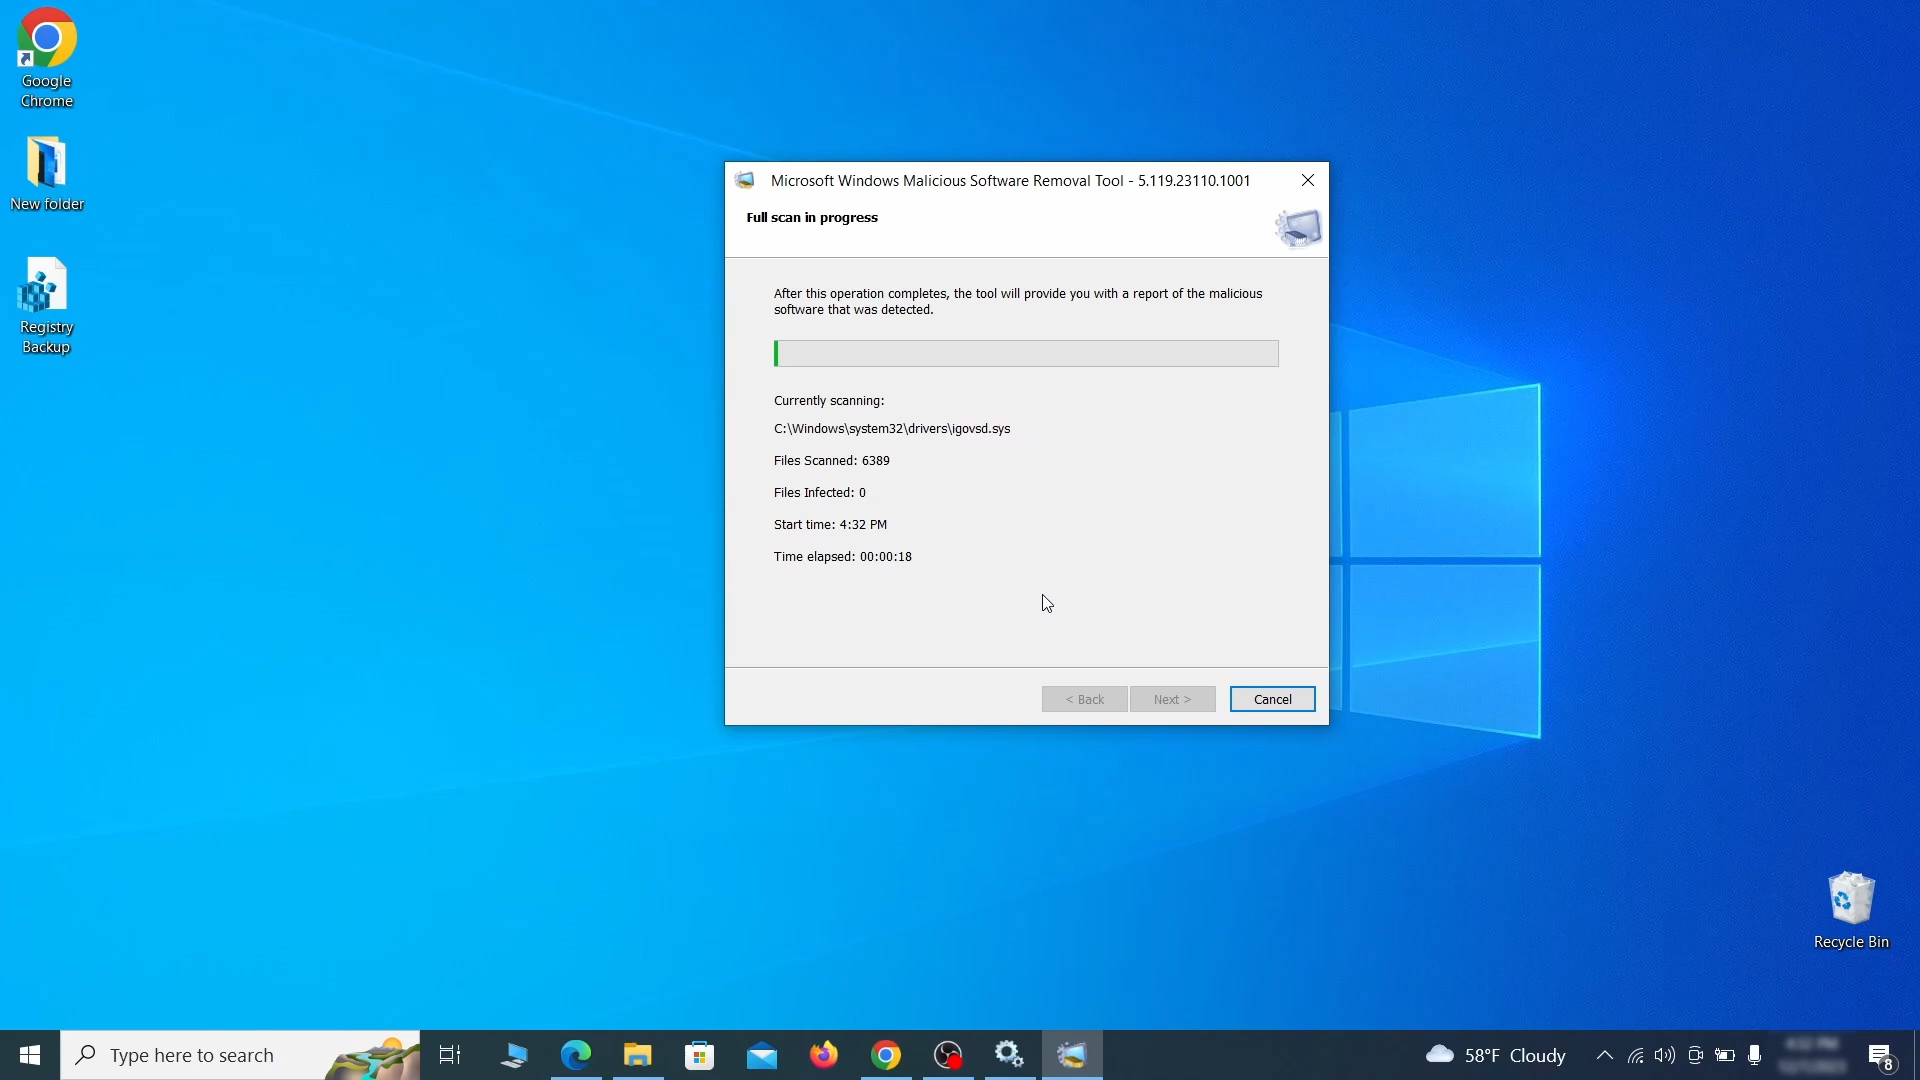 Google
Chrome
New folder
Registry
Backup
Microsoft Windows Malicious Software Removal Tool - 5.119.23110.1001
Full scan in progress
After this operation completes, the tool will provide you with a report of the malicious
software that was detected.
Currently scanning:
C:\Windows\system32\drivers\igovsd.sys
Files Scanned: 6389
Files Infected: 0
Start time: 4:32 PM
Time elapsed: 00:00:18
< Back
Next >
Cancel
Recycle Bin
Type here to search
58°F Cloudy
8